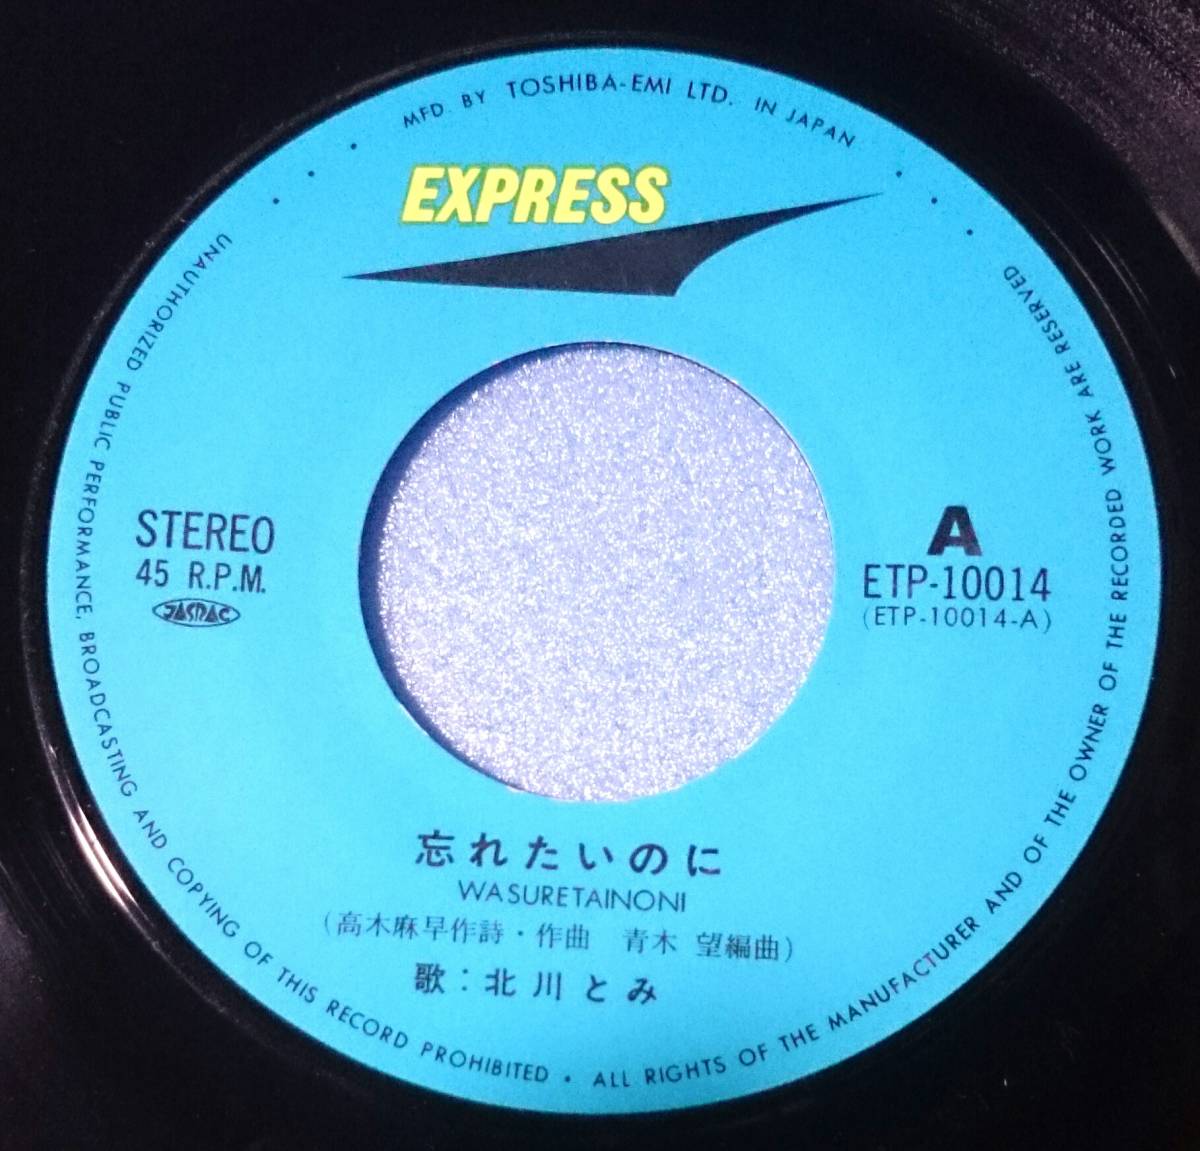 MFD. BY TOSHIBA-EMI LTD. IN JAPAN
EXPRESS
STEREO
45 R.P.M.
JASRAC
A
ETP-10014
(ETP-10014-A)
忘れたいのに
WASURETAINONI
(高木麻早作詩・作曲 青木 望編曲)
歌:北川とみ
UNAUTHORIZED PUBLIC PERFORMANCE, BROADCASTING AND COPYING OF THIS RECORD PROHIBITED • ALL RIGHTS OF THE MANUFACTURER AND OF THE OWNER OF THE RECORDED WORK ARE RESERVED